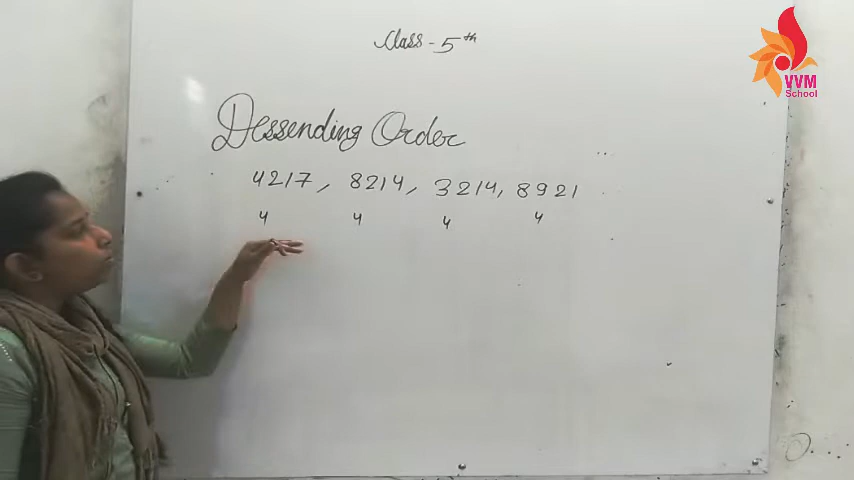 Class - 5th
VVM
School
Dessending Order
4217, 8214, 3214, 8921
4 4 4 4